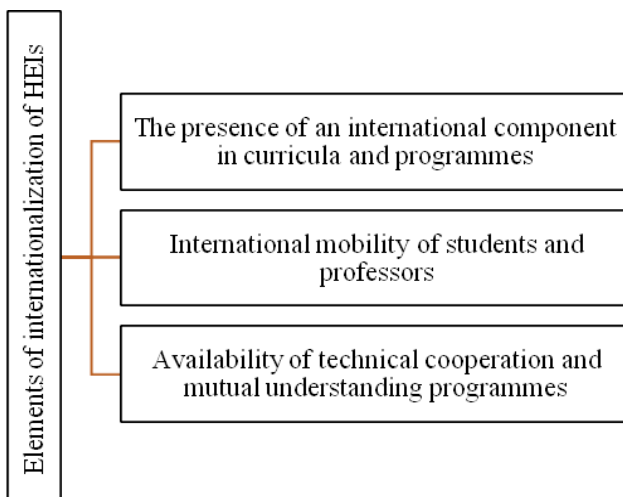 Elements of internationalization of HEIs
The presence of an international component
in curricula and programmes
International mobility of students and
professors
Availability of technical cooperation and
mutual understanding programmes